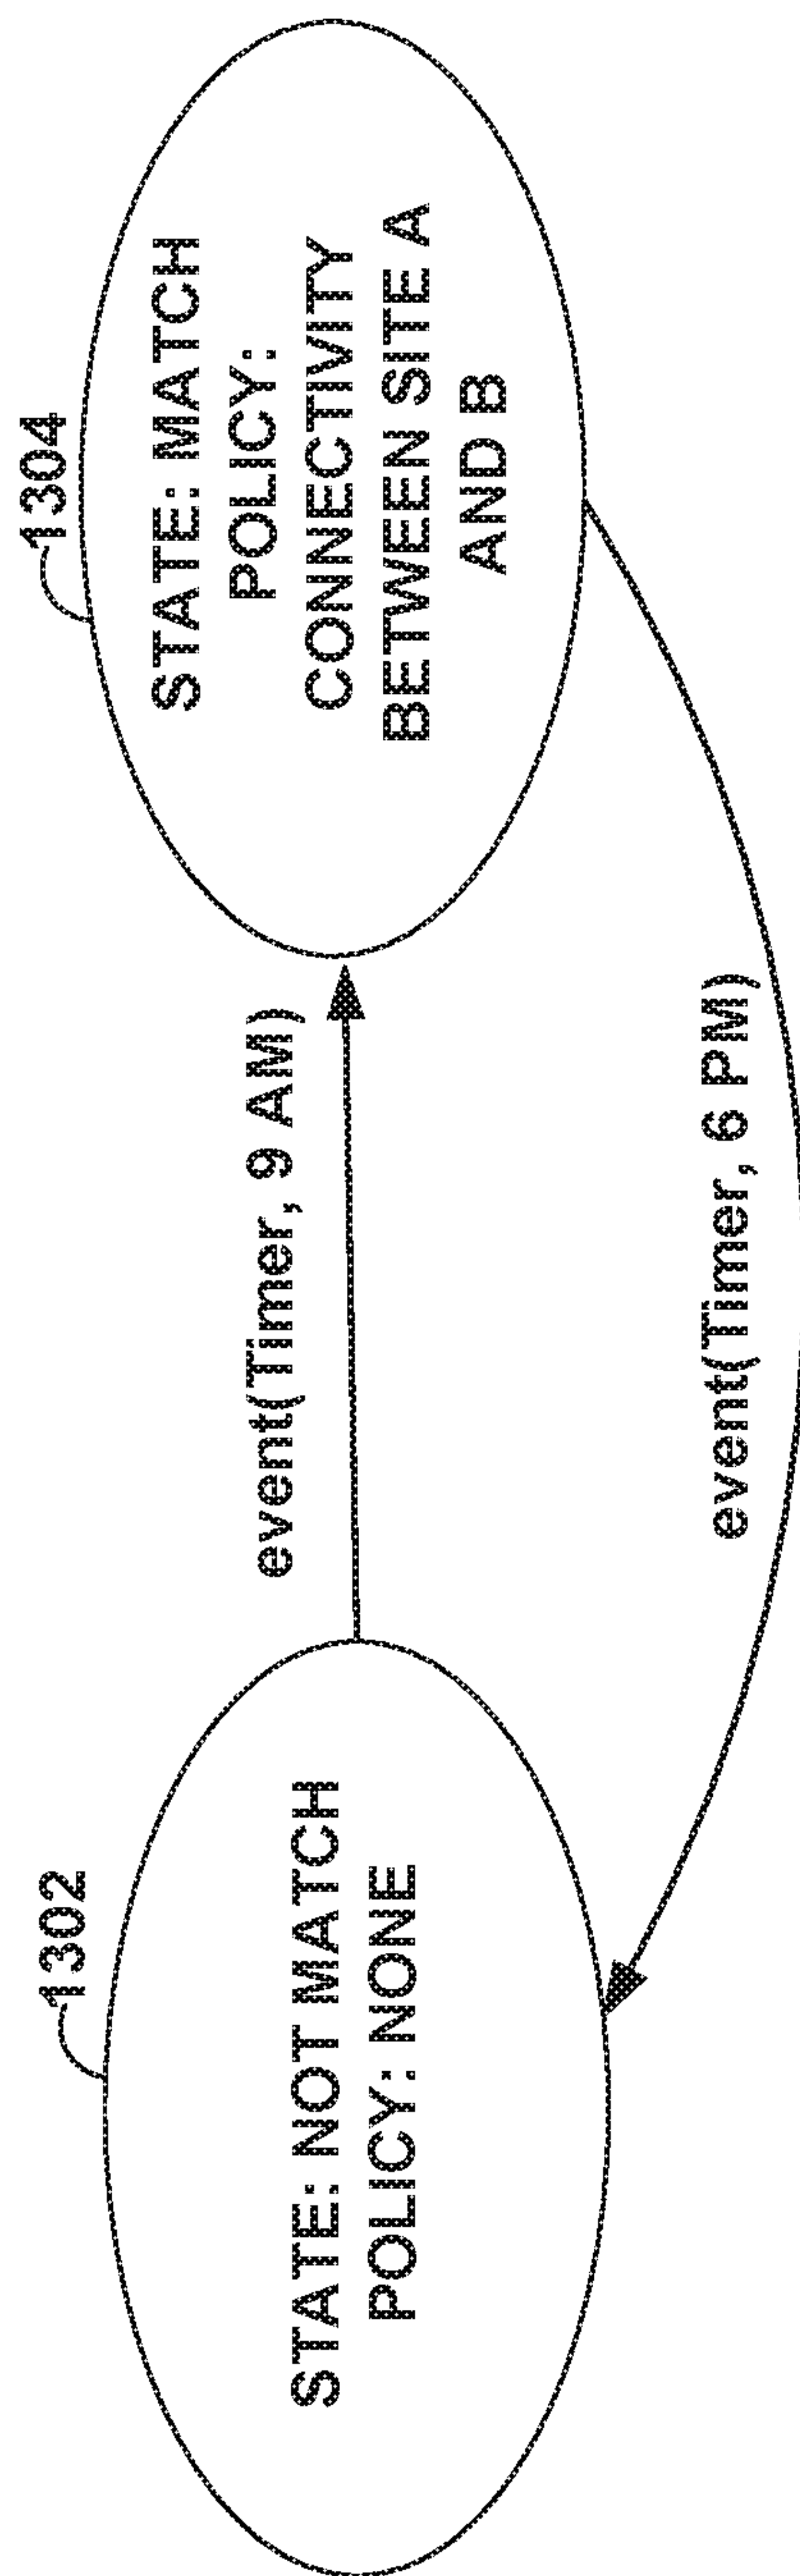 1302
STATE: NOT MATCH
POLICY: NONE
event(Timer, 9 AM)
event(Timer, 6 PM)
1304
STATE: MATCH
POLICY:
CONNECTIVITY
BETWEEN SITE A
AND B